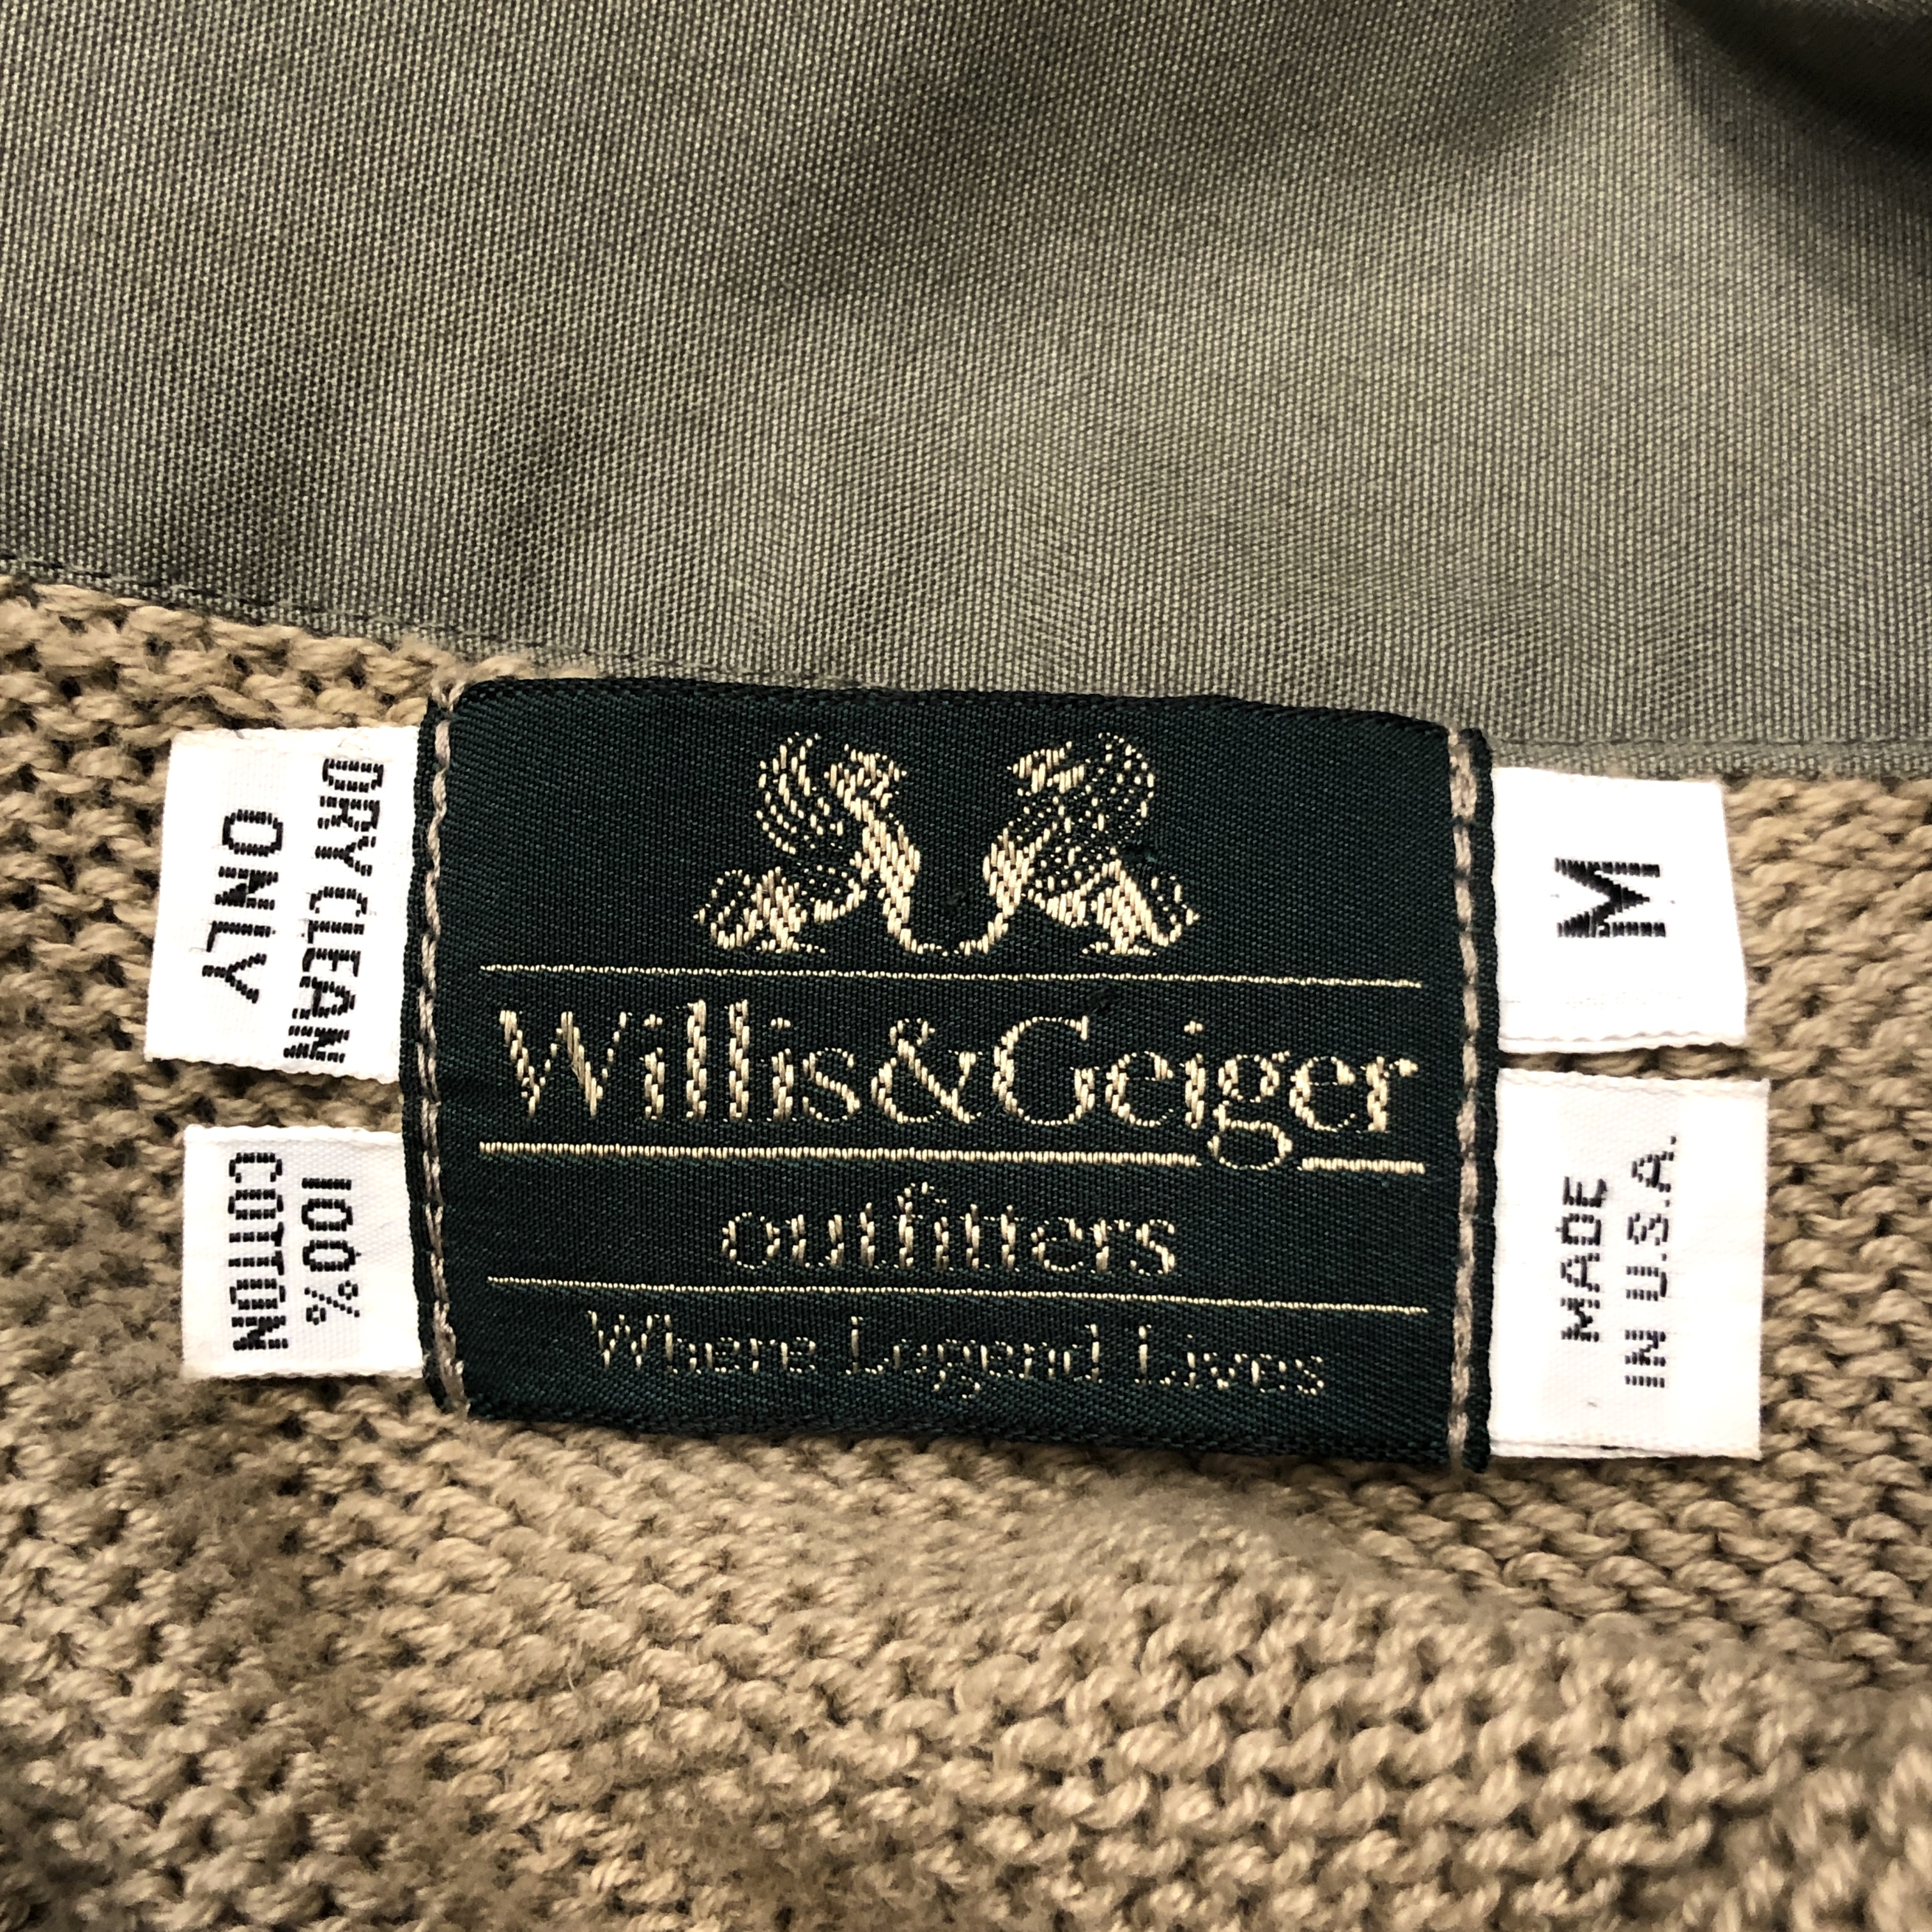 DRY CLEAN
ONLY
100%
COTTON
Willis&Geiger
outfitters
Where Legend Lives
M
MADE
IN U.S.A.